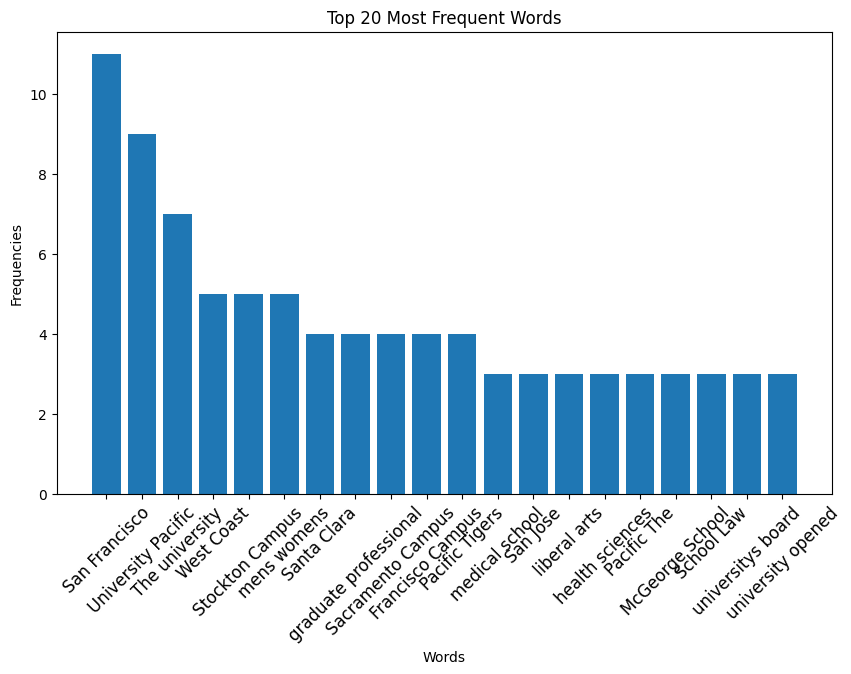 Top 20 Most Frequent Words
Frequencies
10
8
6
4
2
0
San Francisco
University Pacific
The university
West Coast
Stockton Campus
mens womens
Santa Clara
graduate professional
Sacramento Campus
Francisco Campus
Pacific Tigers
medical school
San Jose
liberal arts
health sciences
Pacific The
McGeorge School
School Law
universitys board
university opened
Words